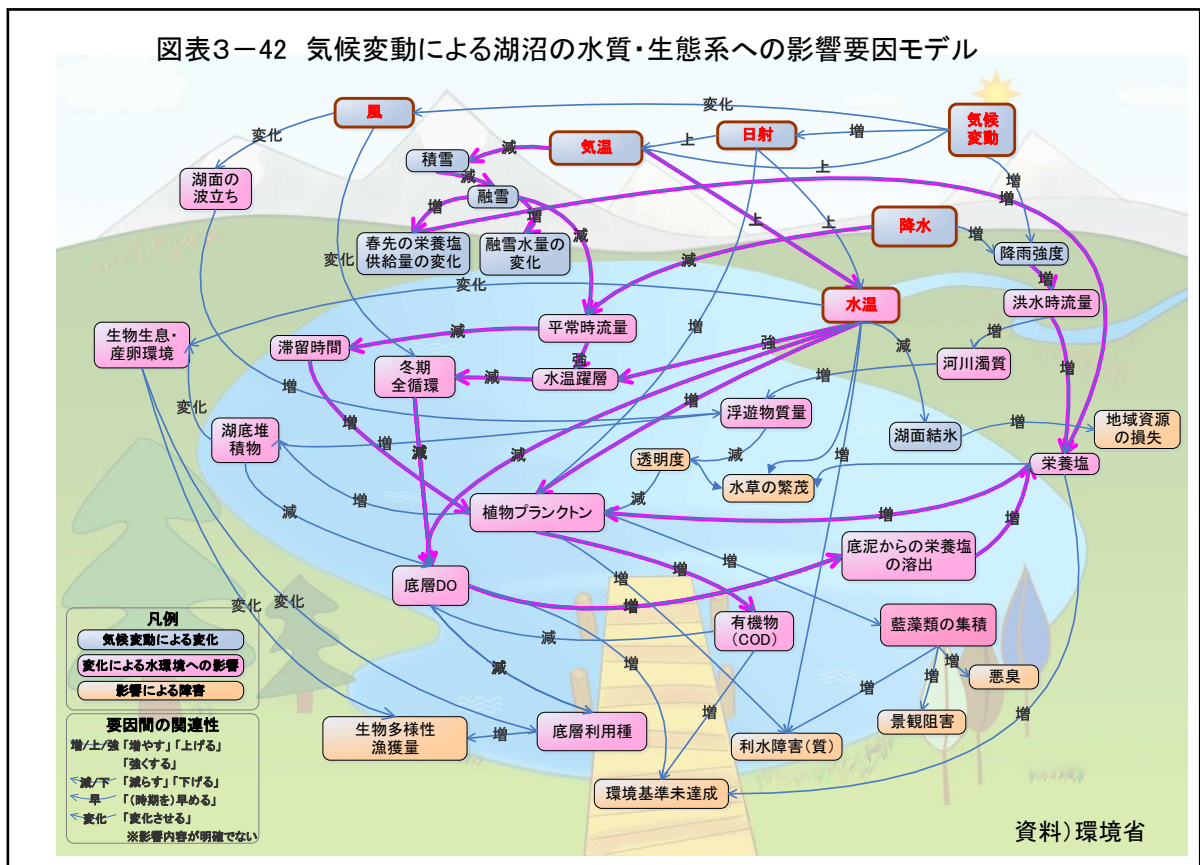 図表3－42 気候変動による湖沼の水質・生態系への影響要因モデル
風
変化
気候
変動
日射
増
上
気温
減
積雪
変化
上
湖面の
波立ち
減
融雪
増
増
減
増
増
春先の栄養塩
供給量の変化
融雪水量の
変化
上
上
降水
増
降雨強度
変化
減
変化
増
水温
洪水時流量
生物生息・
産卵環境
滞留時間
減
平常時流量
増
強
強
減
増
増
河川濁質
冬期
全循環
減
水温躍層
増
増
浮遊物質量
増
湖面結氷
増
地域資源
の損失
変化
湖底堆
積物
増
増
減
減
増
透明度
減
水草の繁茂
栄養塩
増
減
植物プランクトン
増
増
減
底泥からの栄養塩
の溶出
底層DO
増
増
増
変化
変化
増
有機物
(COD)
減
藍藻類の集積
減
増
増
増
増
悪臭
増
増
景観阻害
生物多様性
漁獲量
増
底層利用種
利水障害(質)
環境基準未達成
凡例
気候変動による変化
変化による水環境への影響
影響による障害
要因間の関連性
増/上/強「増やす」「上げる」
「強くする」
減/下「減らす」「下げる」
早「(時期を)早める」
変化「変化させる」
※影響内容が明確でない
資料)環境省